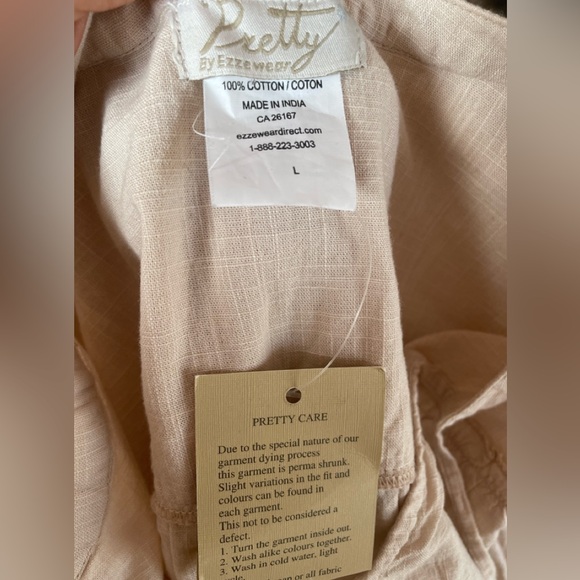 Pretty
By Ezzewear
100% COTTON / COTON
MADE IN INDIA
CA 26167
ezzeweardirect.com
1-888-223-3003
L
PRETTY CARE
Due to the special nature of our
garment dying process
this garment is perma shrunk.
Slight variations in the fit and
colours can be found in
each garment.
This not to be considered a
defect.
1. Turn the garment inside out.
2. Wash alike colours together.
3. Wash in cold water, light
or all fabric